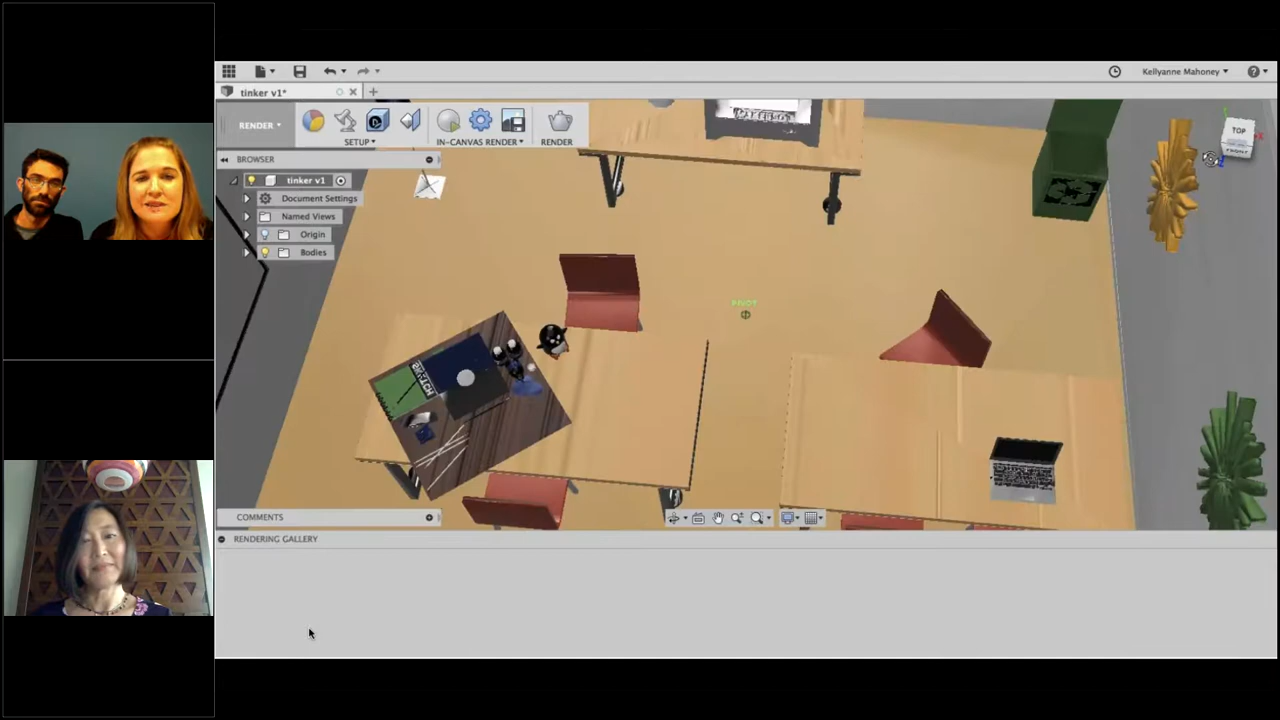 Kellyanne Mahoney
tinker v1*
RENDER
SETUP
IN-CANVAS RENDER
RENDER
BROWSER
tinker v1
Document Settings
Named Views
Origin
Bodies
TOP
FRONT
X
PIVOT
COMMENTS
RENDERING GALLERY